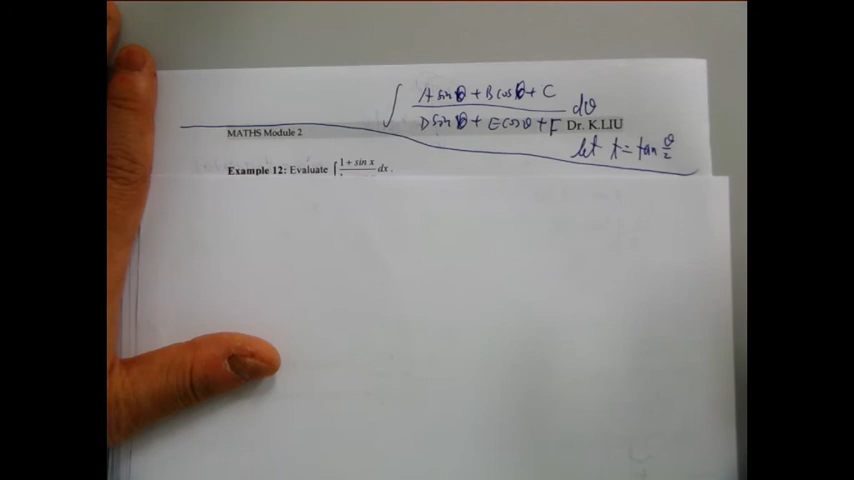 ∫ (A sin θ + B cos θ + C) / (D sin θ + E cos θ + F) dθ
MATHS Module 2 Dr. K.LIU
let t = tan θ/2
Example 12: Evaluate ∫ 1 + sin x dx .